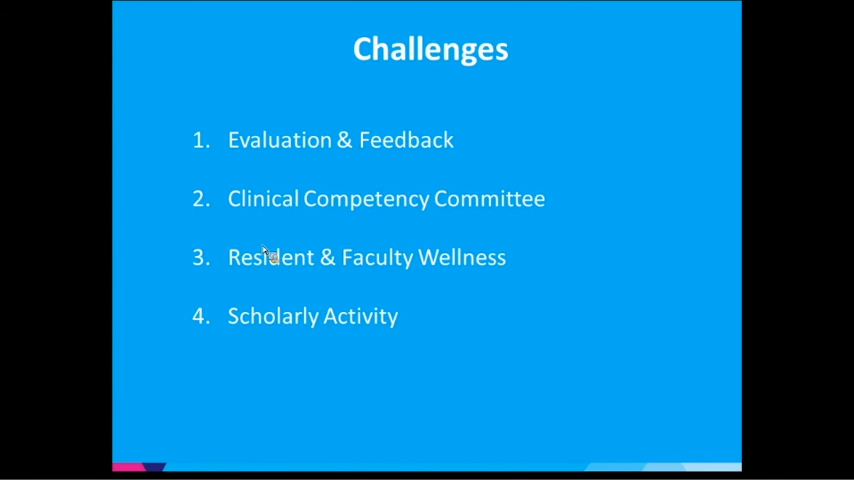 Challenges
1. Evaluation & Feedback
2. Clinical Competency Committee
3. Resident & Faculty Wellness
4. Scholarly Activity